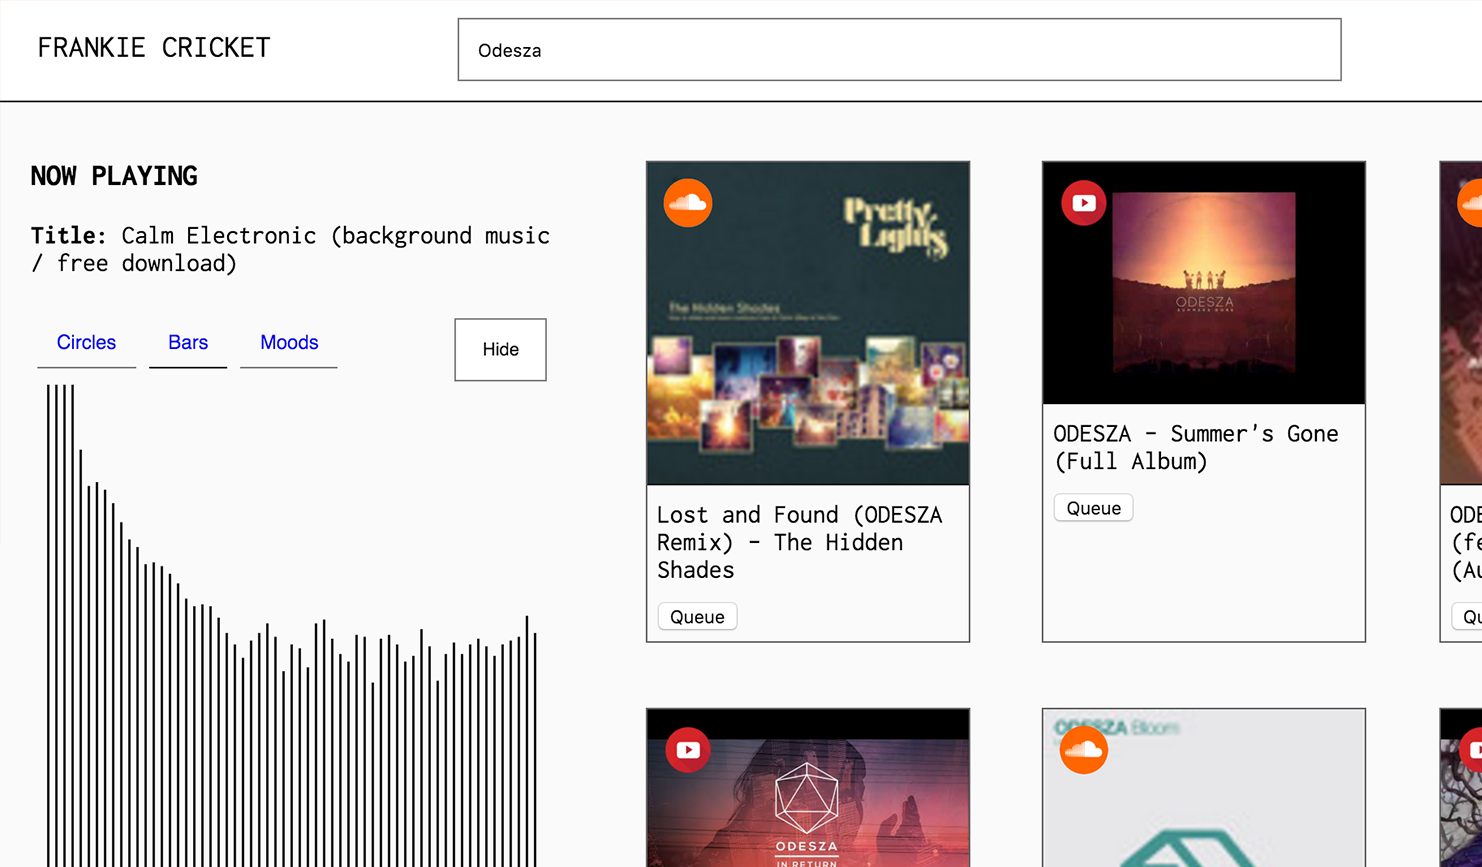 FRANKIE CRICKET
Odesza
NOW PLAYING
Title: Calm Electronic (background music
/ free download)
Circles
Bars
Moods
Hide
Pretty
Lights
The Hidden Shades
Lost and Found (ODESZA
Remix) - The Hidden
Shades
Queue
ODESZA
SUMMERS GONE
ODESZA - Summer's Gone
(Full Album)
Queue
ODE
(fe
(Au
Qu
ODESZA
IN RETURN
ODESZA Bloom